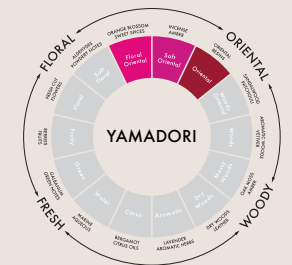 FLORAL
ORIENTAL
WOODY
FRESH
ORANGE BLOSSOM
SWEET SPICES
INCENSE
AMBER
ORIENTAL
RESINS
SANDALWOOD
PATCHOULI
AROMATIC WOODS
VETIVER
OAK MOSS
AMBER
DRY WOODS
LEATHER
LAVENDER
AROMATIC HERBS
BERGAMOT
CITRUS OILS
MARINE
AQUEOUS
GALBANUM
GREEN NOTES
BERRIES
FRUITS
FRESH CUT
FLOWERS
ALDEHYDES
POWDERY NOTES
Floral
Oriental
Soft
Oriental
Oriental
Woody
Oriental
Woods
Mossy
Woods
Dry
Woods
Aromatic
Citrus
Water
Green
Fruity
Floral
Soft
Floral
YAMADORI